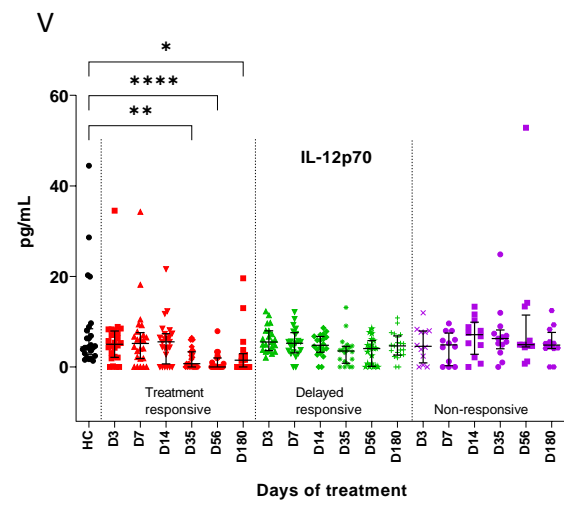 V
*
****
**
60
IL-12p70
40
pg/mL
20
0
Treatment
responsive
Delayed
responsive
Non-responsive
HC D3 D7 D14 D35 D56 D180 D3 D7 D14 D35 D56 D180 D3 D7 D14 D35 D56 D180
Days of treatment